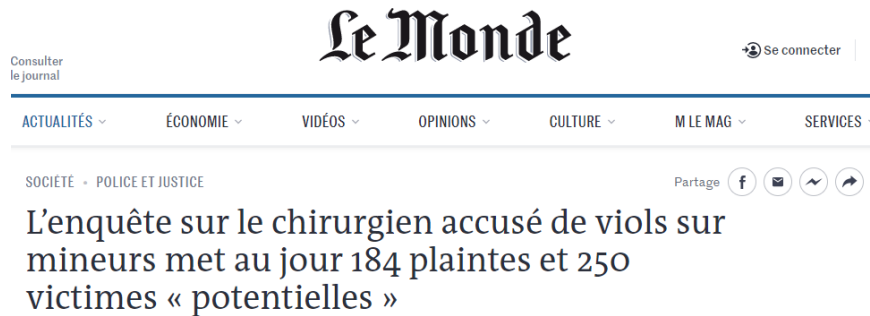 Le Monde
Consulter
le journal
Se connecter
ACTUALITÉS
ÉCONOMIE
VIDÉOS
OPINIONS
CULTURE
M LE MAG
SERVICES
SOCIÉTÉ • POLICE ET JUSTICE
Partage
L’enquête sur le chirurgien accusé de viols sur
mineurs met au jour 184 plaintes et 250
victimes « potentielles »